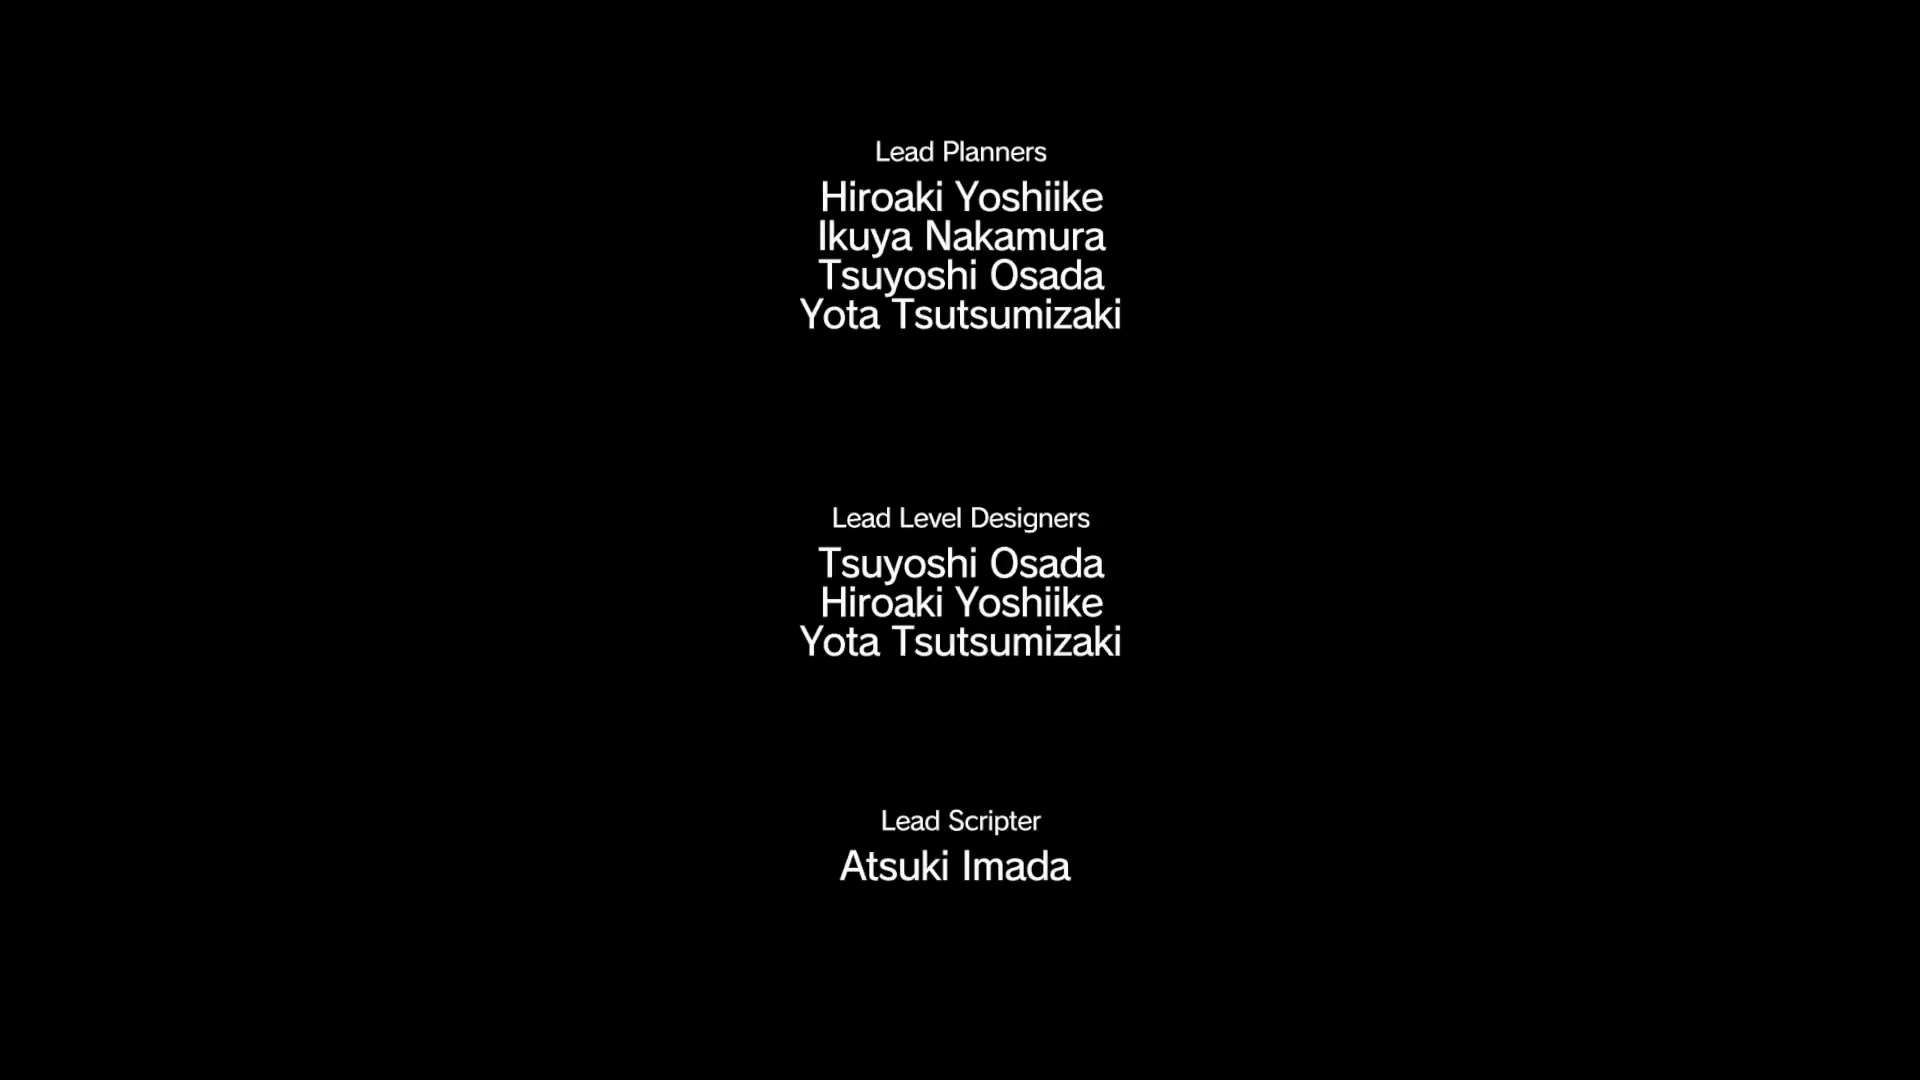 Lead Planners
Hiroaki Yoshiike
Ikuya Nakamura
Tsuyoshi Osada
Yota Tsutsumizaki
Lead Level Designers
Tsuyoshi Osada
Hiroaki Yoshiike
Yota Tsutsumizaki
Lead Scripter
Atsuki Imada